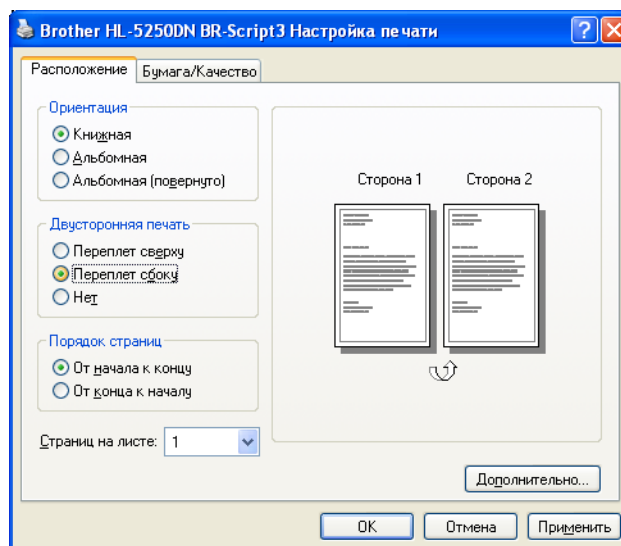 Brother HL-5250DN BR-Script3 Настройка печати
Расположение Бумага/Качество
Ориентация
Книжная
Альбомная
Альбомная (повернуто)
Двусторонняя печать
Переплет сверху
Переплет сбоку
Нет
Порядок страниц
От начала к концу
От конца к началу
Страниц на листе: 1
Сторона 1 Сторона 2
Дополнительно...
ОК Отмена Применить